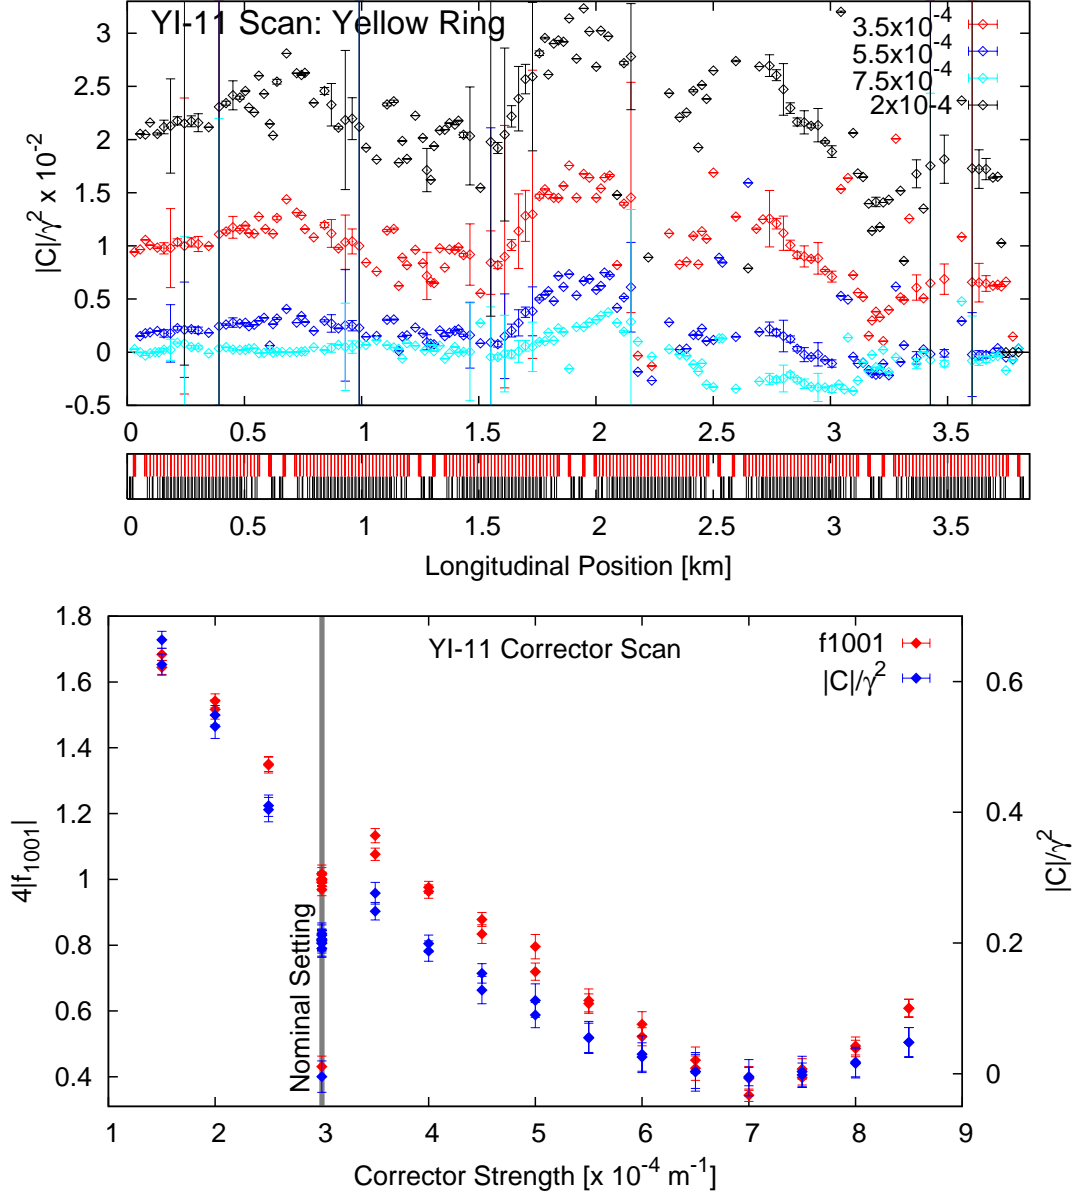 YI-11 Scan: Yellow Ring
3.5x10^-4
5.5x10^-4
7.5x10^-4
2x10-4
|C|/γ² x 10^-2
3
2.5
2
1.5
1
0.5
0
-0.5
0 0.5 1 1.5 2 2.5 3 3.5
0 0.5 1 1.5 2 2.5 3 3.5
Longitudinal Position [km]
YI-11 Corrector Scan
f1001
|C|/γ²
4|f₁₀₀₁|
1.8
1.6
1.4
1.2
1
0.8
0.6
0.4
Nominal Setting
0.6
0.4
0.2
0
|C|/γ²
1 2 3 4 5 6 7 8 9
Corrector Strength [x 10^-4 m^-1]